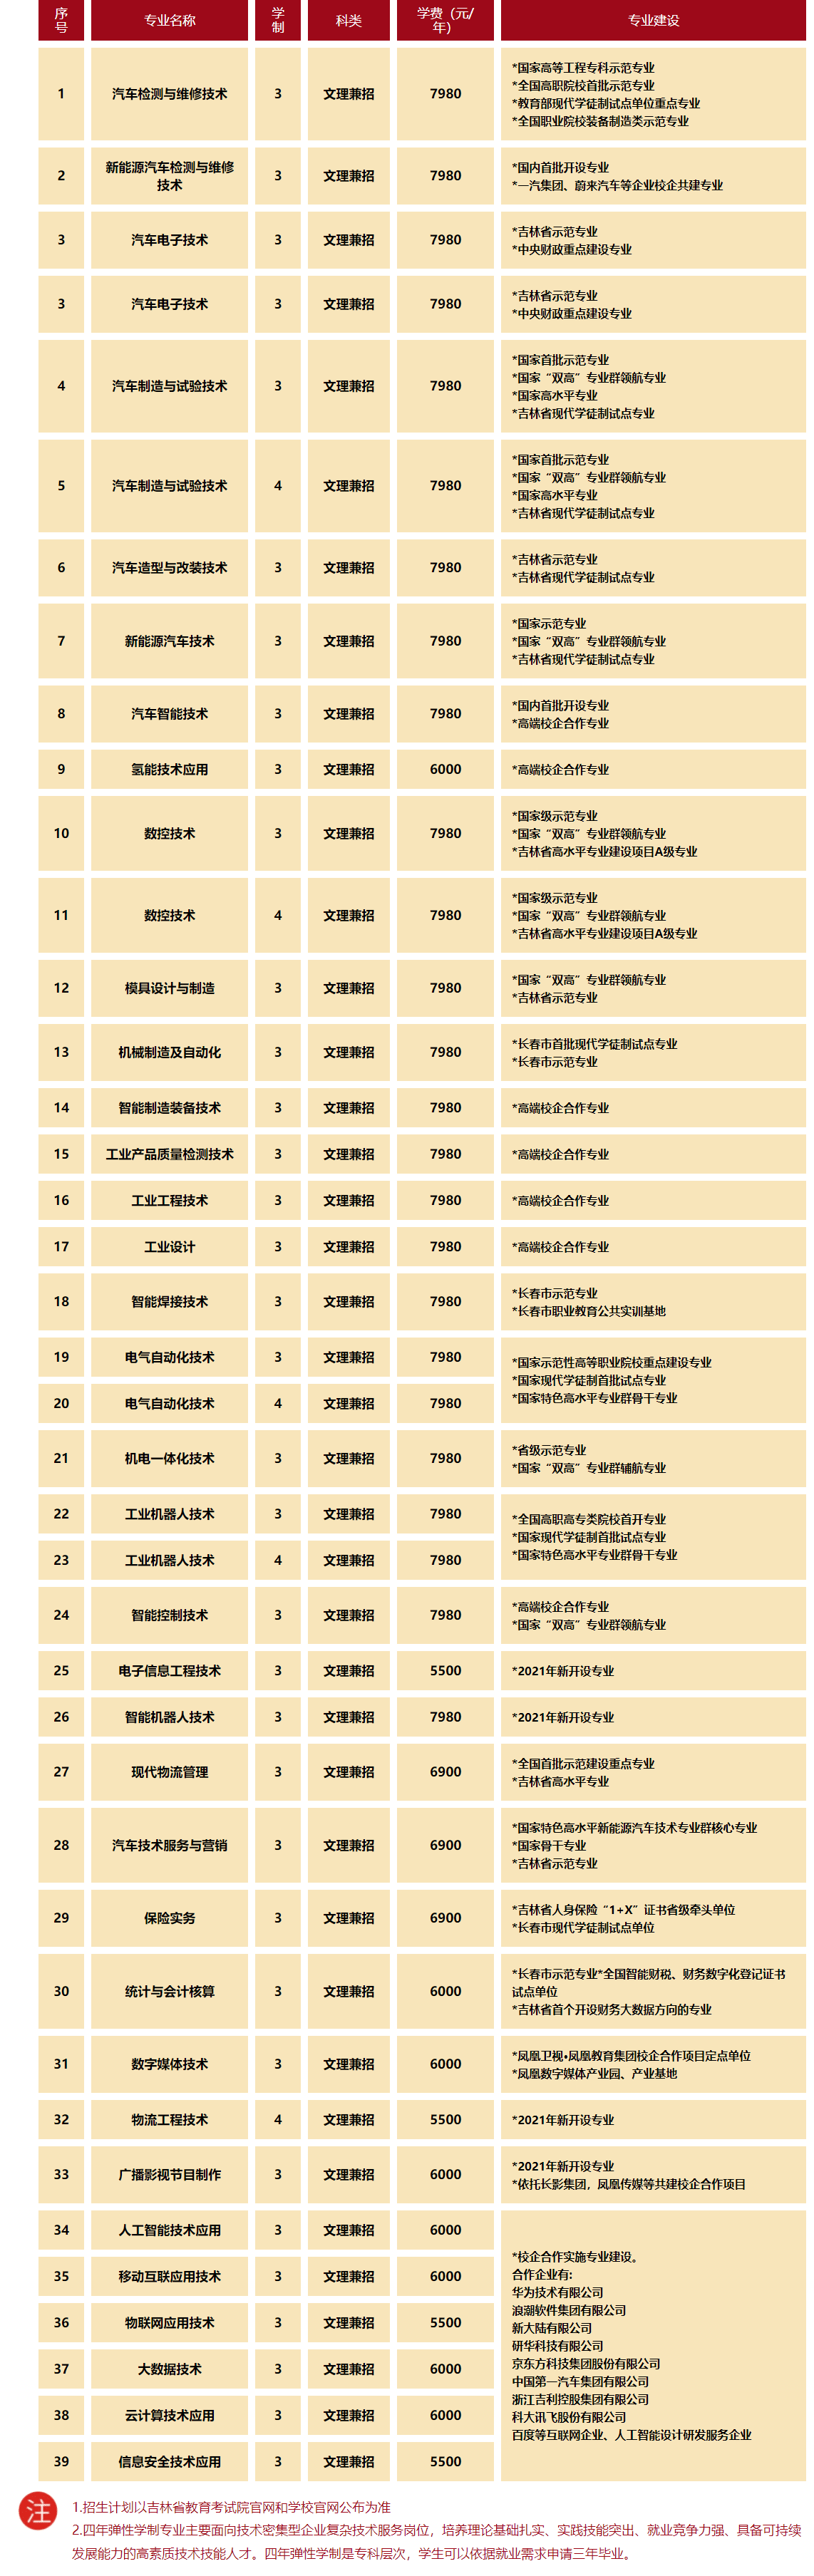 序号 专业名称 学制 科类 学费（元/年） 专业建设
1 汽车检测与维修技术 3 文理兼招 7980 *国家高等工程专科示范专业
*全国高职院校首批示范专业
*教育部现代学徒制试点单位重点专业
*全国职业院校装备制造类示范专业
2 新能源汽车检测与维修技术 3 文理兼招 7980 *国内首批开设专业
*一汽集团、蔚来汽车等企业校企共建专业
3 汽车电子技术 3 文理兼招 7980 *吉林省示范专业
*中央财政重点建设专业
3 汽车电子技术 3 文理兼招 7980 *吉林省示范专业
*中央财政重点建设专业
4 汽车制造与试验技术 3 文理兼招 7980 *国家首批示范专业
*国家“双高”专业群领航专业
*国家高水平专业
*吉林省现代学徒制试点专业
5 汽车制造与试验技术 4 文理兼招 7980 *国家首批示范专业
*国家“双高”专业群领航专业
*国家高水平专业
*吉林省现代学徒制试点专业
6 汽车造型与改装技术 3 文理兼招 7980 *吉林省示范专业
*吉林省现代学徒制试点专业
7 新能源汽车技术 3 文理兼招 7980 *国家示范专业
*国家“双高”专业群领航专业
*吉林省现代学徒制试点专业
8 汽车智能技术 3 文理兼招 7980 *国内首批开设专业
*高端校企合作专业
9 氢能技术应用 3 文理兼招 6000 *高端校企合作专业
10 数控技术 3 文理兼招 7980 *国家级示范专业
*国家“双高”专业群领航专业
*吉林省高水平专业建设项目A级专业
11 数控技术 4 文理兼招 7980 *国家级示范专业
*国家“双高”专业群领航专业
*吉林省高水平专业建设项目A级专业
12 模具设计与制造 3 文理兼招 7980 *国家“双高”专业群领航专业
*吉林省示范专业
13 机械制造及自动化 3 文理兼招 7980 *长春市首批现代学徒制试点专业
*长春市示范专业
14 智能制造装备技术 3 文理兼招 7980 *高端校企合作专业
15 工业产品质量检测技术 3 文理兼招 7980 *高端校企合作专业
16 工业工程技术 3 文理兼招 7980 *高端校企合作专业
17 工业设计 3 文理兼招 7980 *高端校企合作专业
18 智能焊接技术 3 文理兼招 7980 *长春市示范专业
*长春市职业教育公共实训基地
19 电气自动化技术 3 文理兼招 7980
20 电气自动化技术 4 文理兼招 7980
*国家示范性高等职业院校重点建设专业
*国家现代学徒制首批试点专业
*国家特色高水平专业群骨干专业
21 机电一体化技术 3 文理兼招 7980 *省级示范专业
*国家“双高”专业群辅航专业
22 工业机器人技术 3 文理兼招 7980
23 工业机器人技术 4 文理兼招 7980
*全国高职高专类院校首开专业
*国家现代学徒制首批试点专业
*国家特色高水平专业群骨干专业
24 智能控制技术 3 文理兼招 7980 *高端校企合作专业
*国家“双高”专业群领航专业
25 电子信息工程技术 3 文理兼招 5500 *2021年新开设专业
26 智能机器人技术 3 文理兼招 7980 *2021年新开设专业
27 现代物流管理 3 文理兼招 6900 *全国首批示范建设重点专业
*吉林省高水平专业
28 汽车技术服务与营销 3 文理兼招 6900 *国家特色高水平新能源汽车技术专业群核心专业
*国家骨干专业
*吉林省示范专业
29 保险实务 3 文理兼招 6900 *吉林省人身保险“1+X”证书省级牵头单位
*长春市现代学徒制试点单位
30 统计与会计核算 3 文理兼招 6000 *长春市示范专业*全国智能财税、财务数字化登记证书
试点单位
*吉林省首个开设财务大数据方向的专业
31 数字媒体技术 3 文理兼招 6000 *凤凰卫视•凤凰教育集团校企合作项目定点单位
*凤凰数字媒体产业园、产业基地
32 物流工程技术 4 文理兼招 5500 *2021年新开设专业
33 广播影视节目制作 3 文理兼招 6000 *2021年新开设专业
*依托长影集团，凤凰传媒等共建校企合作项目
34 人工智能技术应用 3 文理兼招 6000
35 移动互联应用技术 3 文理兼招 6000
36 物联网应用技术 3 文理兼招 5500
37 大数据技术 3 文理兼招 6000
38 云计算技术应用 3 文理兼招 6000
39 信息安全技术应用 3 文理兼招 5500
*校企合作实施专业建设。
合作企业有:
华为技术有限公司
浪潮软件集团有限公司
新大陆有限公司
研华科技有限公司
京东方科技集团股份有限公司
中国第一汽车集团有限公司
浙江吉利控股集团有限公司
科大讯飞股份有限公司
百度等互联网企业、人工智能设计研发服务企业
注
1.招生计划以吉林省教育考试院官网和学校官网公布为准
2.四年弹性学制专业主要面向技术密集型企业复杂技术服务岗位，培养理论基础扎实、实践技能突出、就业竞争力强、具备可持续
发展能力的高素质技术技能人才。四年弹性学制是专科层次，学生可以依据就业需求申请三年毕业。